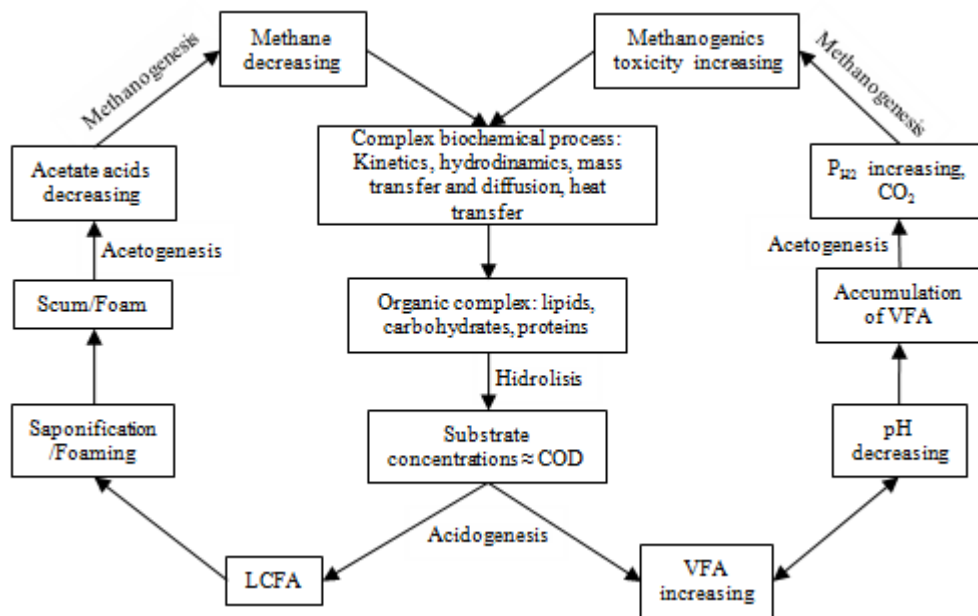 Methane
decreasing
Methanogenics
toxicity increasing
Methanogenesis
Methanogenesis
Complex biochemical process:
Kinetics, hydrodinamics, mass
transfer and diffusion, heat
transfer
Acetate acids
decreasing
P_H2 increasing,
CO₂
Acetogenesis
Acetogenesis
Scum/Foam
Organic complex: lipids,
carbohydrates, proteins
Accumulation
of VFA
Hidrolisis
Saponification
/Foaming
Substrate
concentrations ≈ COD
pH
decreasing
Acidogenesis
LCFA
VFA
increasing